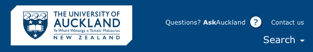 THE UNIVERSITY OF
AUCKLAND
Te Whare Wānanga o Tāmaki Makaurau
NEW ZEALAND
Questions? AskAuckland ? Contact us
Search